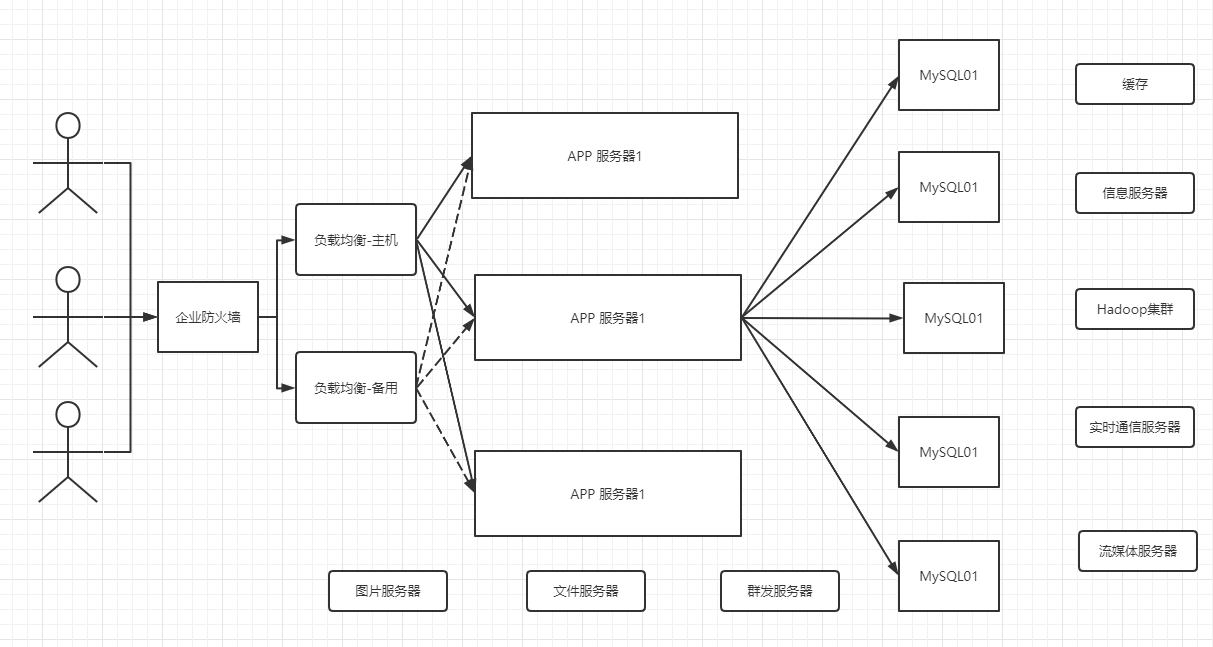 企业防火墙
负载均衡-主机
负载均衡-备用
APP 服务器1
APP 服务器1
APP 服务器1
MySQL01
MySQL01
MySQL01
MySQL01
MySQL01
缓存
信息服务器
Hadoop集群
实时通信服务器
流媒体服务器
图片服务器
文件服务器
群发服务器